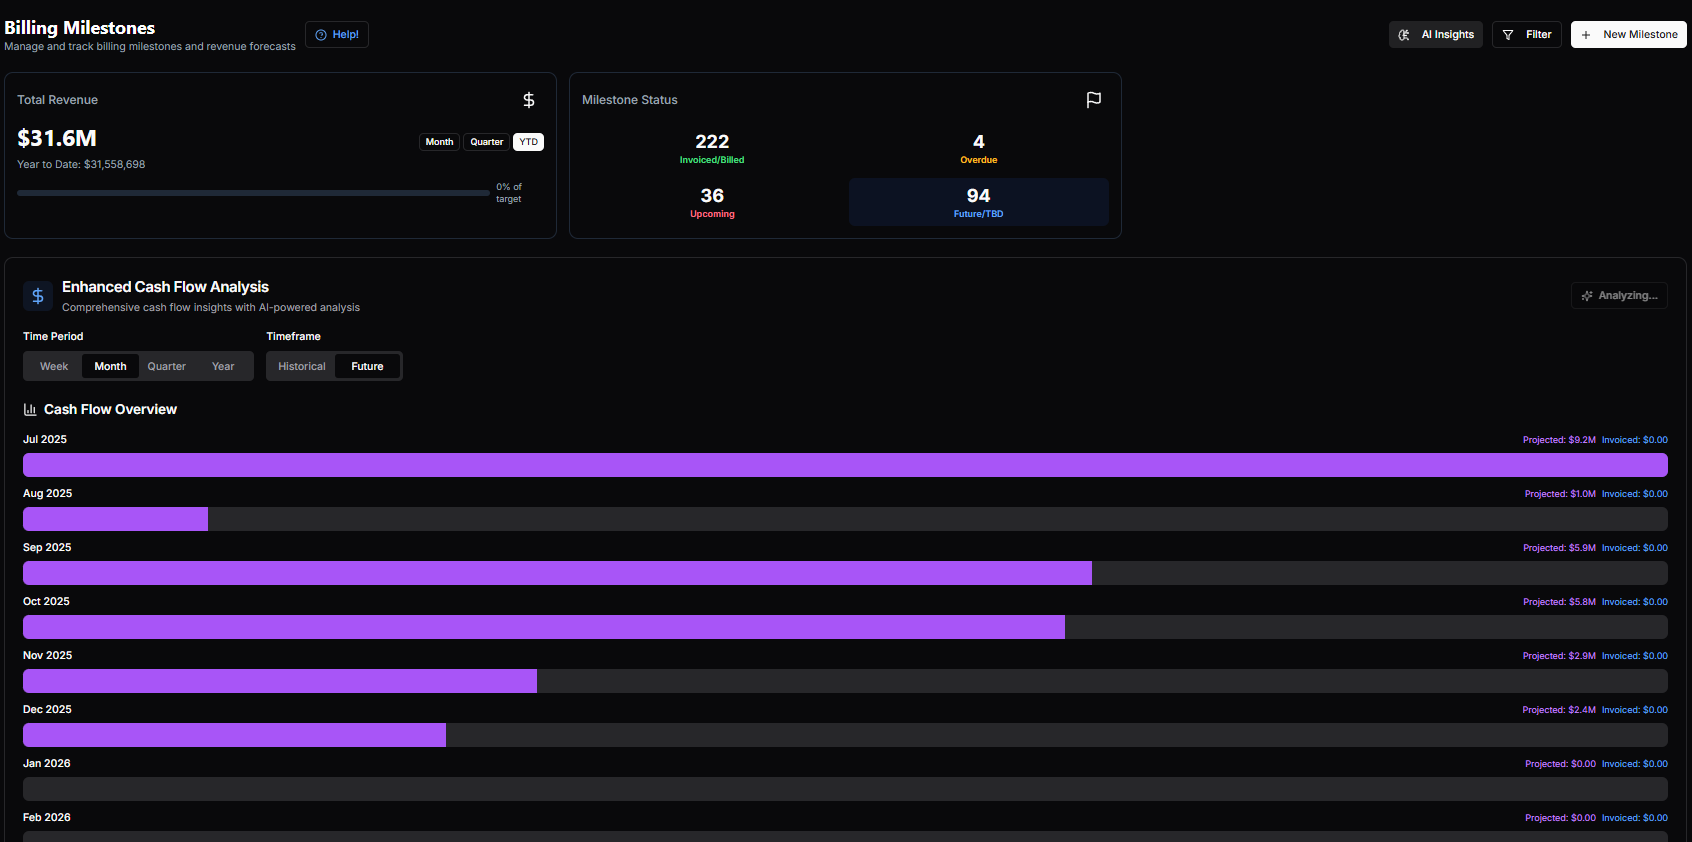 Billing Milestones
Manage and track billing milestones and revenue forecasts
Help!
AI Insights
Filter
New Milestone
Total Revenue
$31.6M
Month
Quarter
YTD
Year to Date: $31,558,698
0% of
target
Milestone Status
222
Invoiced/Billed
4
Overdue
36
Upcoming
94
Future/TBD
Enhanced Cash Flow Analysis
Comprehensive cash flow insights with AI-powered analysis
Analyzing...
Time Period
Week
Month
Quarter
Year
Timeframe
Historical
Future
Cash Flow Overview
Jul 2025
Projected: $9.2M Invoiced: $0.00
Aug 2025
Projected: $1.0M Invoiced: $0.00
Sep 2025
Projected: $5.9M Invoiced: $0.00
Oct 2025
Projected: $5.8M Invoiced: $0.00
Nov 2025
Projected: $2.9M Invoiced: $0.00
Dec 2025
Projected: $2.4M Invoiced: $0.00
Jan 2026
Projected: $0.00 Invoiced: $0.00
Feb 2026
Projected: $0.00 Invoiced: $0.00